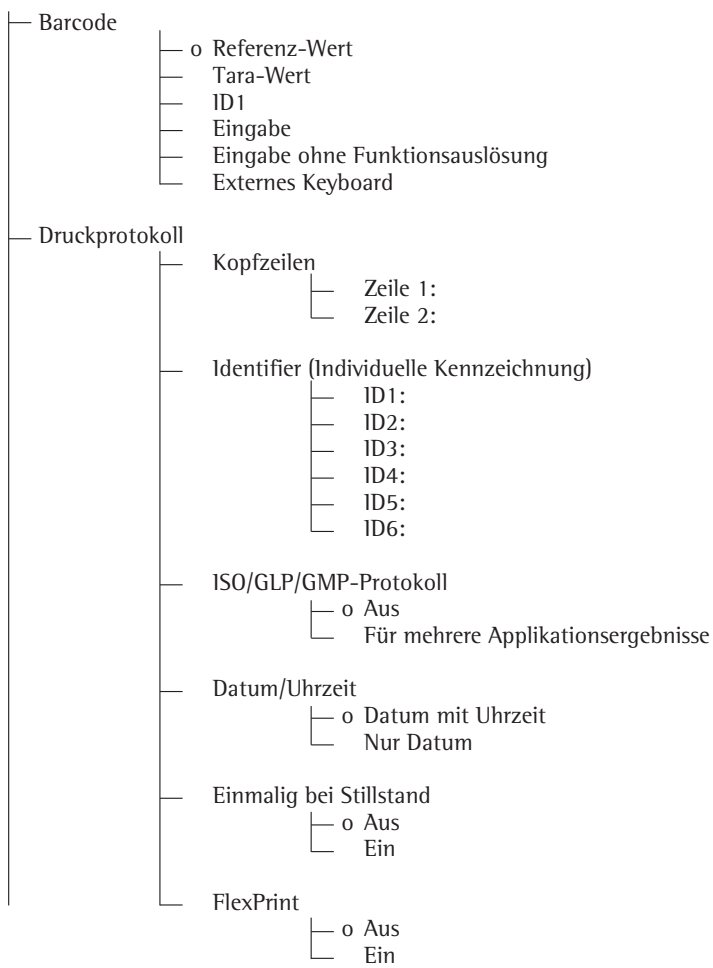 Barcode
o Referenz-Wert
Tara-Wert
ID1
Eingabe
Eingabe ohne Funktionsauslösung
Externes Keyboard
Druckprotokoll
Kopfzeilen
Zeile 1:
Zeile 2:
Identifier (Individuelle Kennzeichnung)
ID1:
ID2:
ID3:
ID4:
ID5:
ID6:
ISO/GLP/GMP-Protokoll
o Aus
Für mehrere Applikationsergebnisse
Datum/Uhrzeit
o Datum mit Uhrzeit
Nur Datum
Einmalig bei Stillstand
o Aus
Ein
FlexPrint
o Aus
Ein